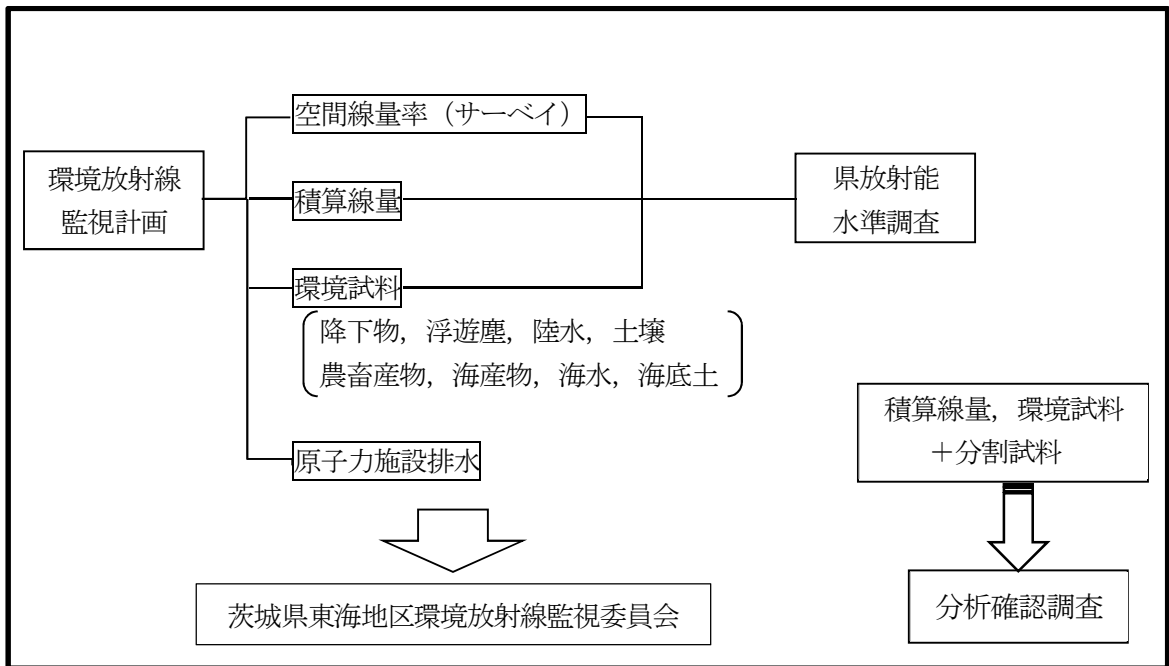 空間線量率（サーベイ）
環境放射線
監視計画
積算線量
県放射能
水準調査
環境試料
降下物，浮遊塵，陸水，土壌
農畜産物，海産物，海水，海底土
積算線量，環境試料
＋分割試料
原子力施設排水
茨城県東海地区環境放射線監視委員会
分析確認調査